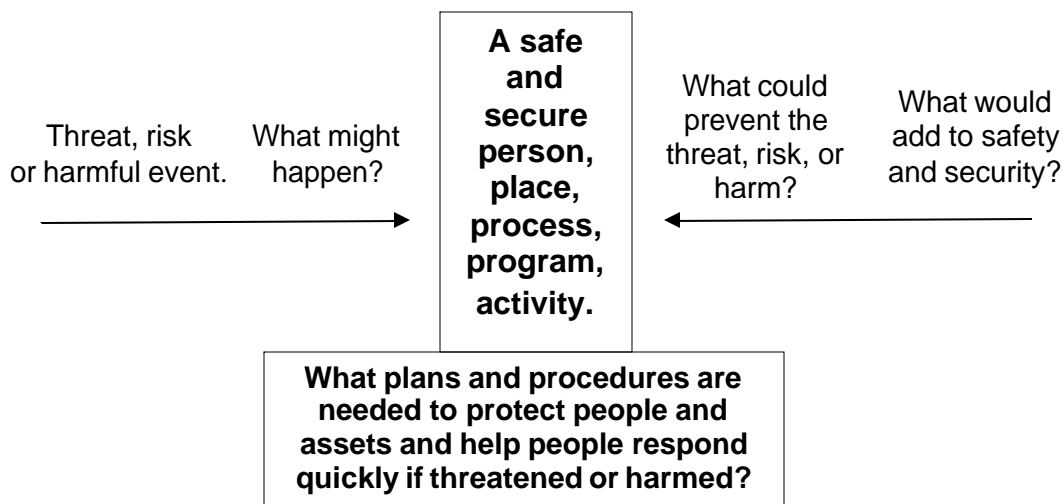 Threat, risk
or harmful event.
What might
happen?
A safe
and
secure
person,
place,
process,
program,
activity.
What could
prevent the
threat, risk, or
harm?
What would
add to safety
and security?
What plans and procedures are
needed to protect people and
assets and help people respond
quickly if threatened or harmed?